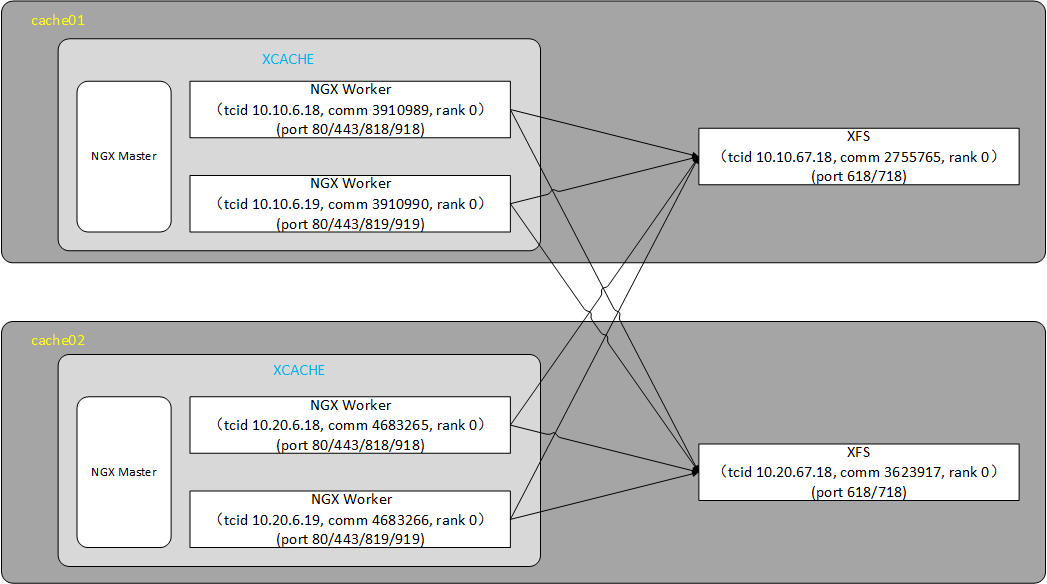 cache01
XCACHE
NGX Master
NGX Worker
（tcid 10.10.6.18, comm 3910989, rank 0）
(port 80/443/818/918)
NGX Worker
（tcid 10.10.6.19, comm 3910990, rank 0）
(port 80/443/819/919)
XFS
（tcid 10.10.67.18, comm 2755765, rank 0）
(port 618/718)
cache02
XCACHE
NGX Master
NGX Worker
（tcid 10.20.6.18, comm 4683265, rank 0）
(port 80/443/818/918)
NGX Worker
（tcid 10.20.6.19, comm 4683266, rank 0）
(port 80/443/819/919)
XFS
（tcid 10.20.67.18, comm 3623917, rank 0）
(port 618/718)